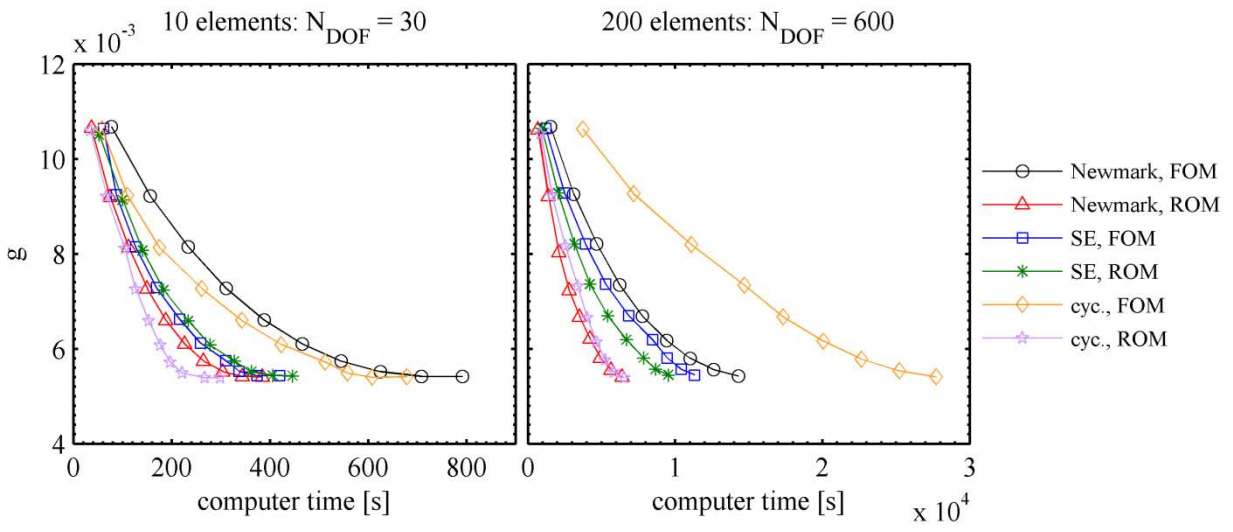 10 elements: N_DOF = 30
200 elements: N_DOF = 600
x 10^-3
12
10
8
6
4
g
0 200 400 600 800
computer time [s]
0 1 2 3
computer time [s]
x 10^4
Newmark, FOM
Newmark, ROM
SE, FOM
SE, ROM
cyc., FOM
cyc., ROM